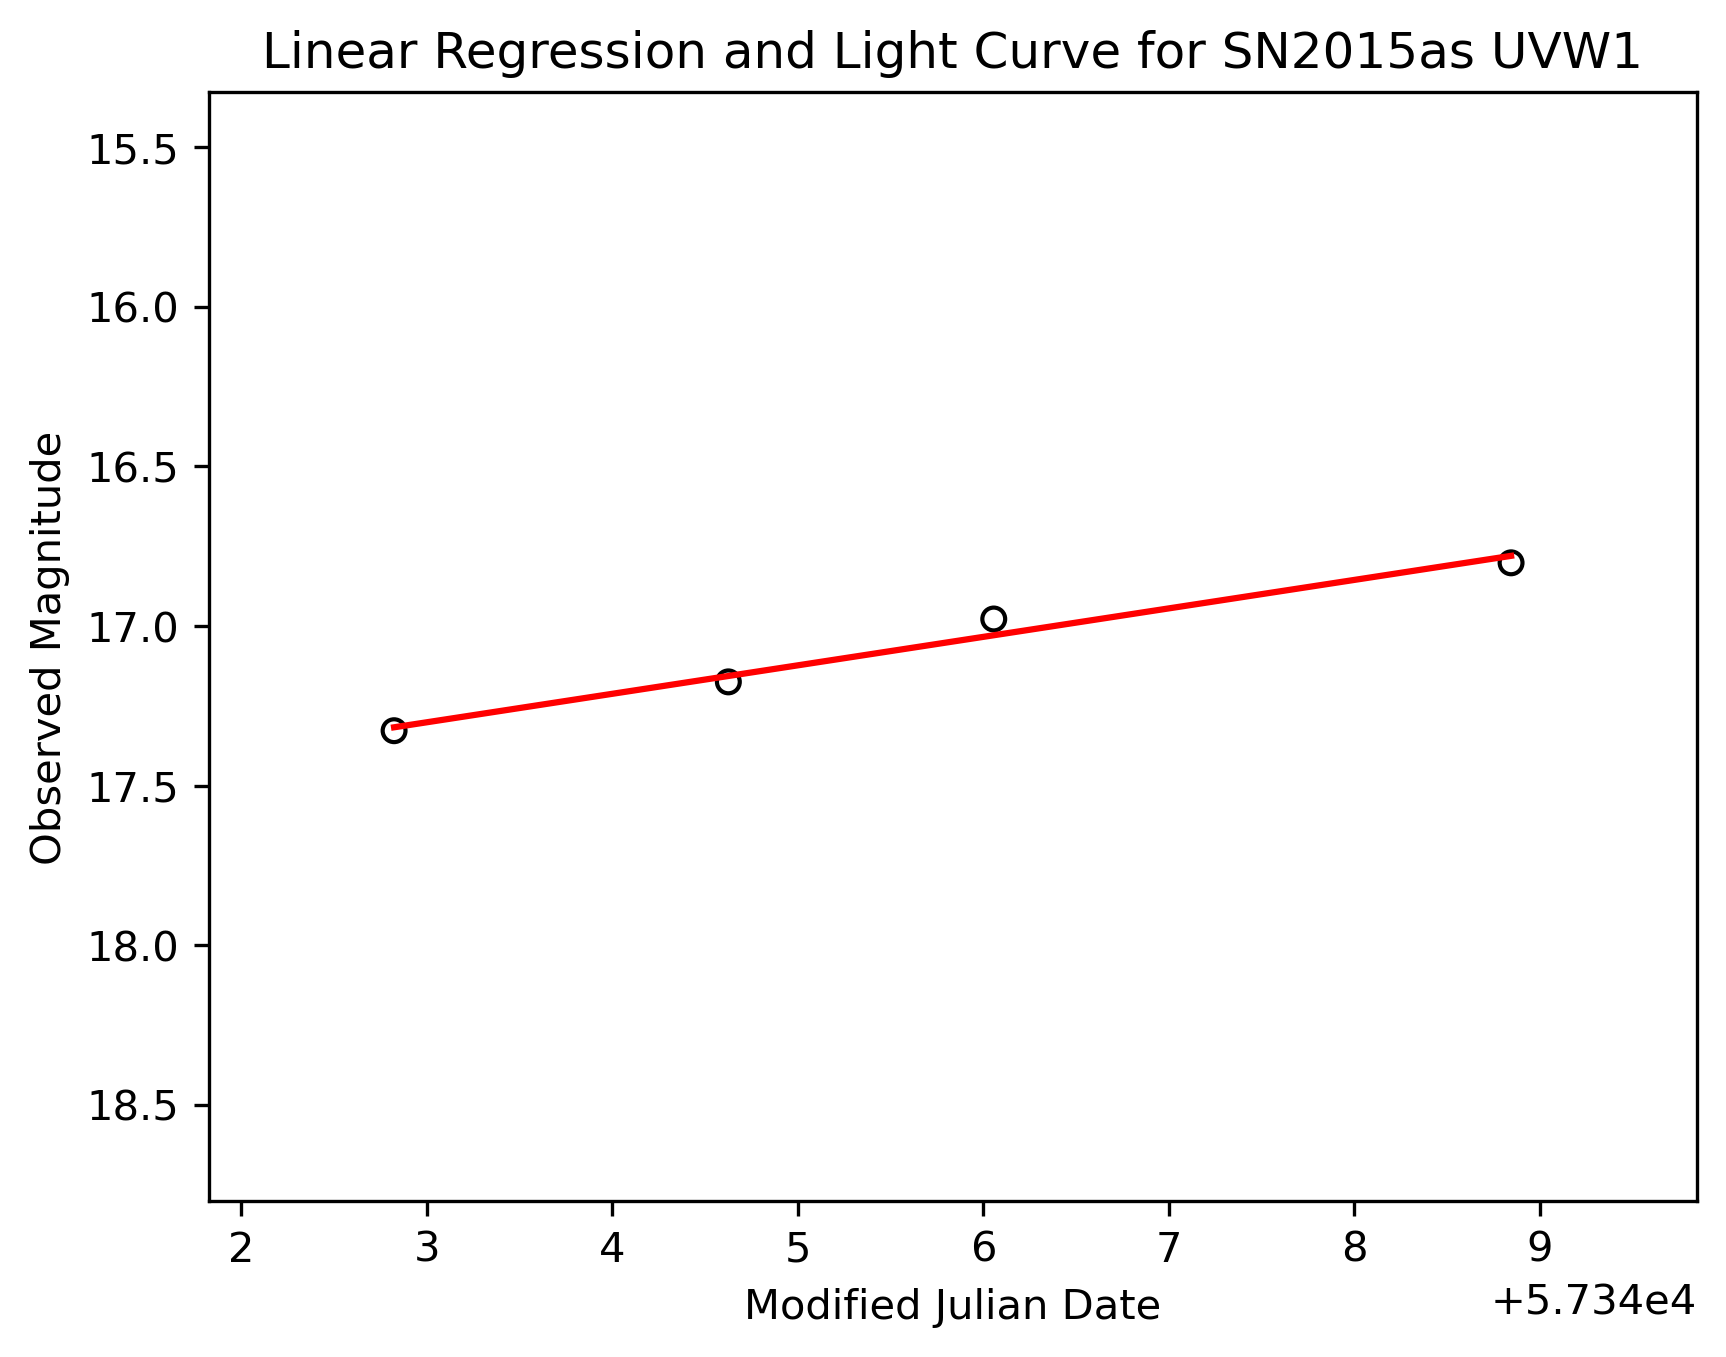 Linear Regression and Light Curve for SN2015as UVW1
15.5
16.0
16.5
17.0
17.5
18.0
18.5
Observed Magnitude
2 3 4 5 6 7 8 9
+5.734e4
Modified Julian Date